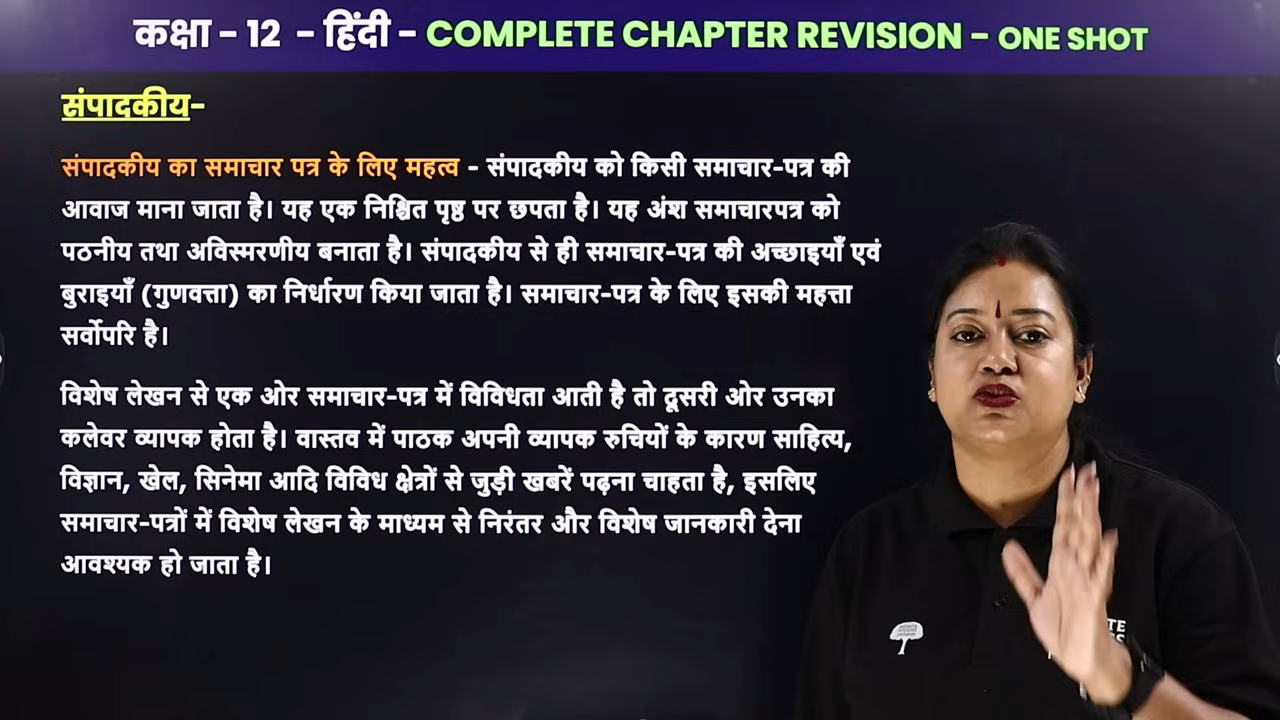 कक्षा - 12 - हिंदी - COMPLETE CHAPTER REVISION - ONE SHOT
संपादकीय-
संपादकीय का समाचार पत्र के लिए महत्व - संपादकीय को किसी समाचार-पत्र की
आवाज माना जाता है। यह एक निश्चित पृष्ठ पर छपता है। यह अंश समाचारपत्र को
पठनीय तथा अविस्मरणीय बनाता है। संपादकीय से ही समाचार-पत्र की अच्छाइयाँ एवं
बुराइयाँ (गुणवत्ता) का निर्धारण किया जाता है। समाचार-पत्र के लिए इसकी महत्ता
सर्वोपरि है।
विशेष लेखन से एक ओर समाचार-पत्र में विविधता आती है तो दूसरी ओर उनका
कलेवर व्यापक होता है। वास्तव में पाठक अपनी व्यापक रुचियों के कारण साहित्य,
विज्ञान, खेल, सिनेमा आदि विविध क्षेत्रों से जुड़ी खबरें पढ़ना चाहता है, इसलिए
समाचार-पत्रों में विशेष लेखन के माध्यम से निरंतर और विशेष जानकारी देना
आवश्यक हो जाता है।